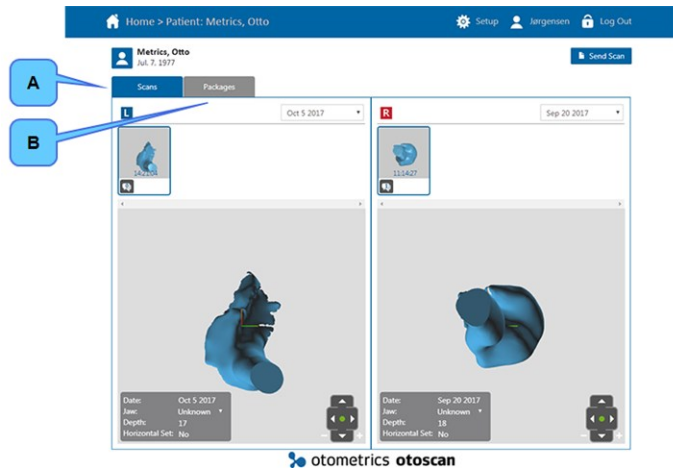 Home > Patient: Metrics, Otto
Setup
Jørgensen
Log Out
Metrics, Otto
Jul. 7, 1977
Send Scan
A
Scans
Packages
B
L
Oct 5 2017
R
Sep 20 2017
14:21:04
11:14:27
Date: Oct 5 2017
Jaw: Unknown
Depth: 17
Horizontal Set: No
Date: Sep 20 2017
Jaw: Unknown
Depth: 18
Horizontal Set: No
otometrics otoscan